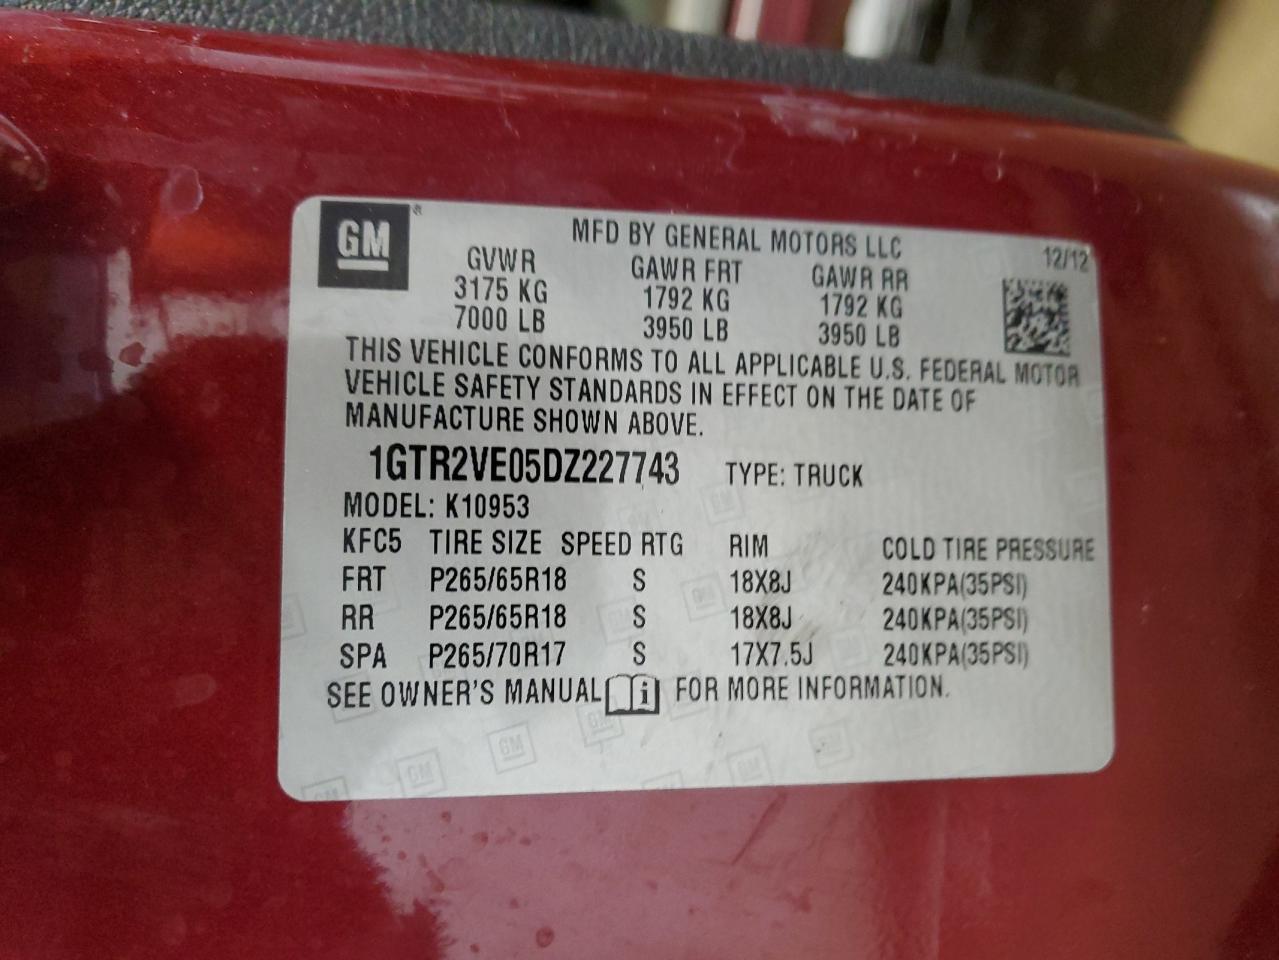 GM
MFD BY GENERAL MOTORS LLC
12/12
GVWR GAWR FRT GAWR RR
3175 KG 1792 KG 1792 KG
7000 LB 3950 LB 3950 LB
THIS VEHICLE CONFORMS TO ALL APPLICABLE U.S. FEDERAL MOTOR
VEHICLE SAFETY STANDARDS IN EFFECT ON THE DATE OF
MANUFACTURE SHOWN ABOVE.
1GTR2VE05DZ227743 TYPE: TRUCK
MODEL: K10953
KFC5 TIRE SIZE SPEED RTG RIM COLD TIRE PRESSURE
FRT P265/65R18 S 18X8J 240KPA(35PSI)
RR P265/65R18 S 18X8J 240KPA(35PSI)
SPA P265/70R17 S 17X7.5J 240KPA(35PSI)
SEE OWNER'S MANUAL i FOR MORE INFORMATION.